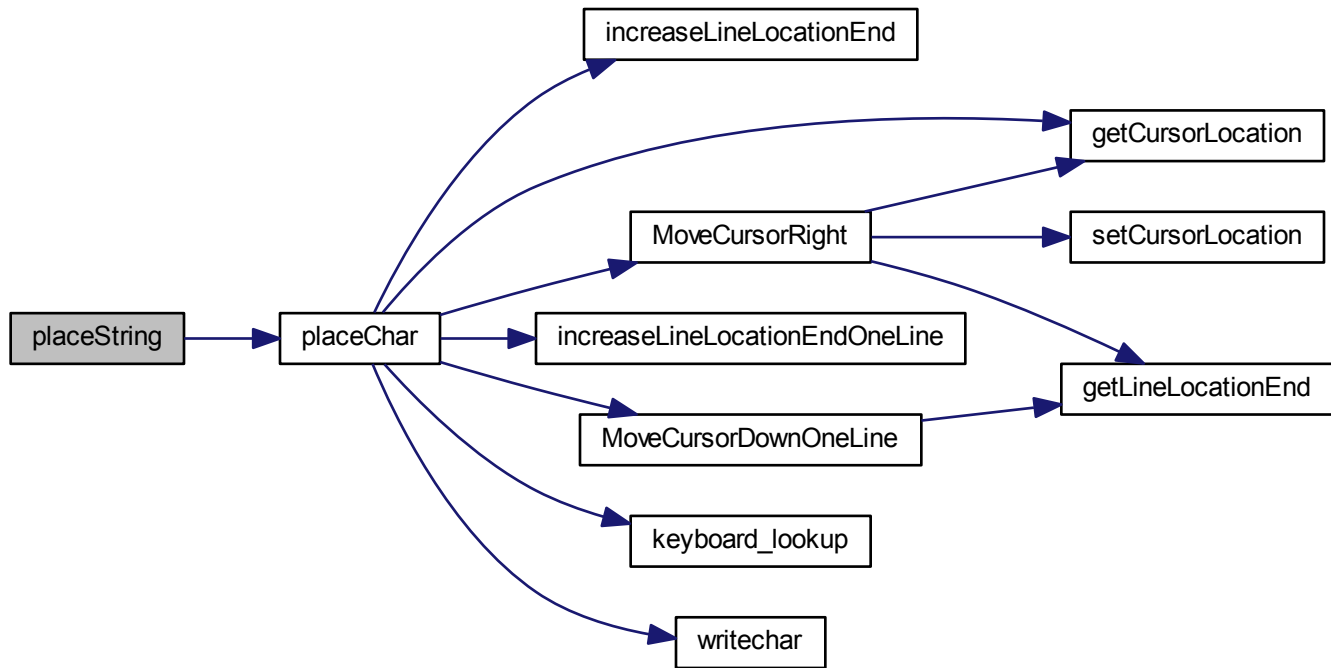 increaseLineLocationEnd
getCursorLocation
MoveCursorRight
setCursorLocation
placeString
placeChar
increaseLineLocationEndOneLine
getLineLocationEnd
MoveCursorDownOneLine
keyboard_lookup
writechar